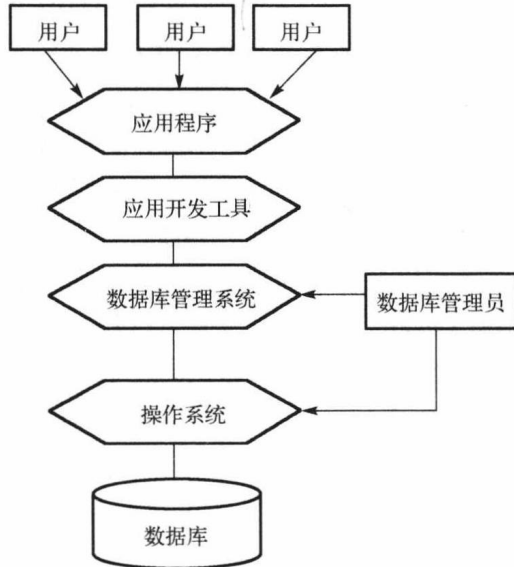 用户 用户 用户
应用程序
应用开发工具
数据库管理系统 数据库管理员
操作系统
数据库